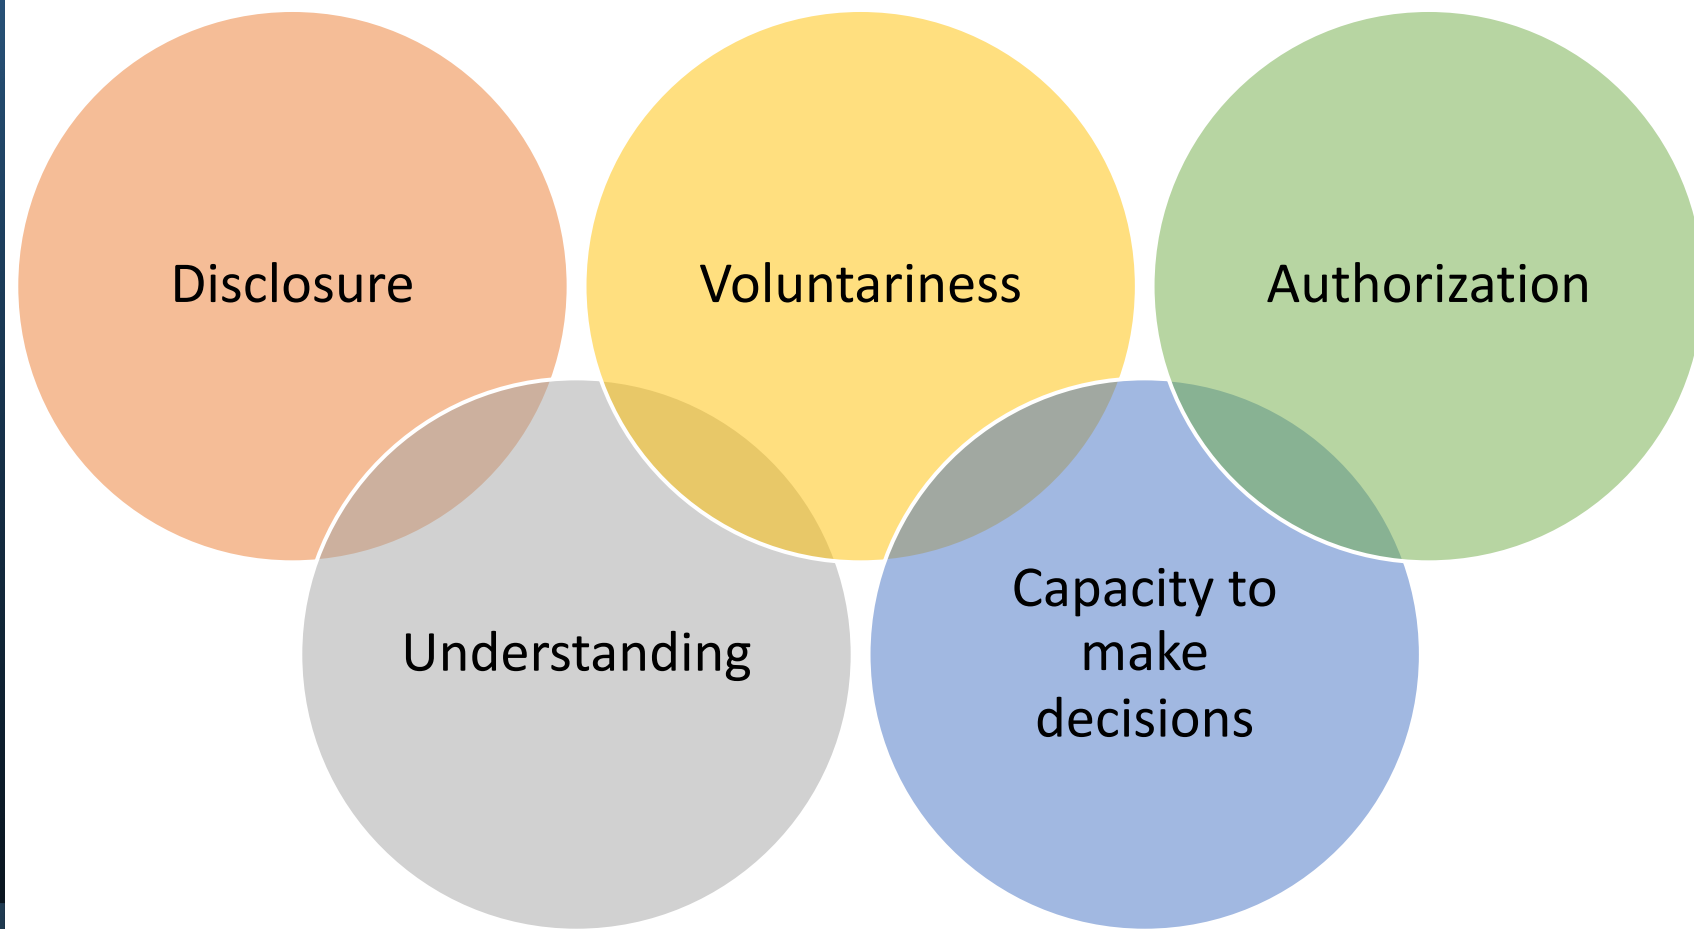 Disclosure
Voluntariness
Authorization
Understanding
Capacity to
make
decisions